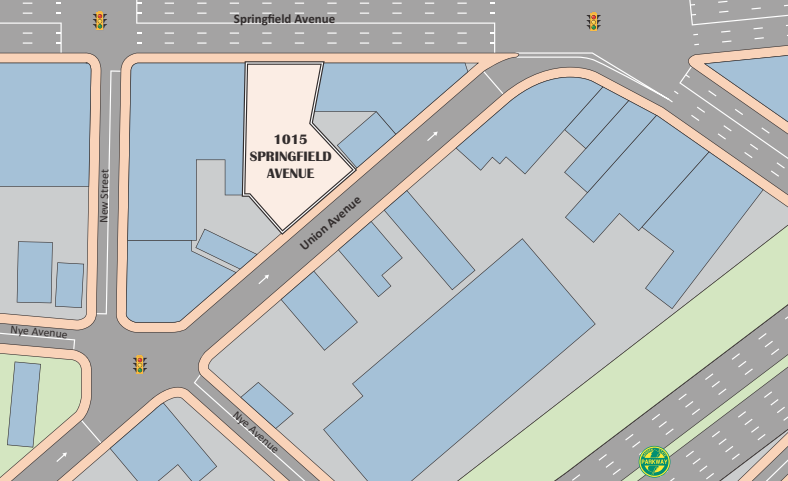 Springfield Avenue
1015
SPRINGFIELD
AVENUE
New Street
Union Avenue
Nye Avenue
Nye Avenue
PARKWAY